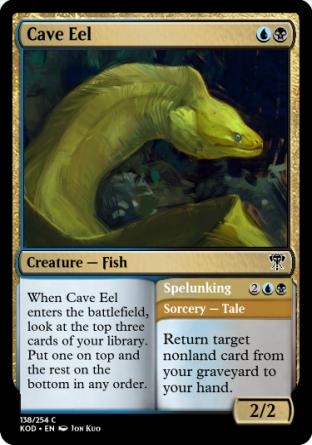 Cave Eel
Creature — Fish
When Cave Eel
enters the battlefield,
look at the top three
cards of your library.
Put one on top and
the rest on the
bottom in any order.
Spelunking 2
Sorcery — Tale
Return target
nonland card from
your graveyard to
your hand.
2/2
138/254 C
KOD • EN Jon Kuo